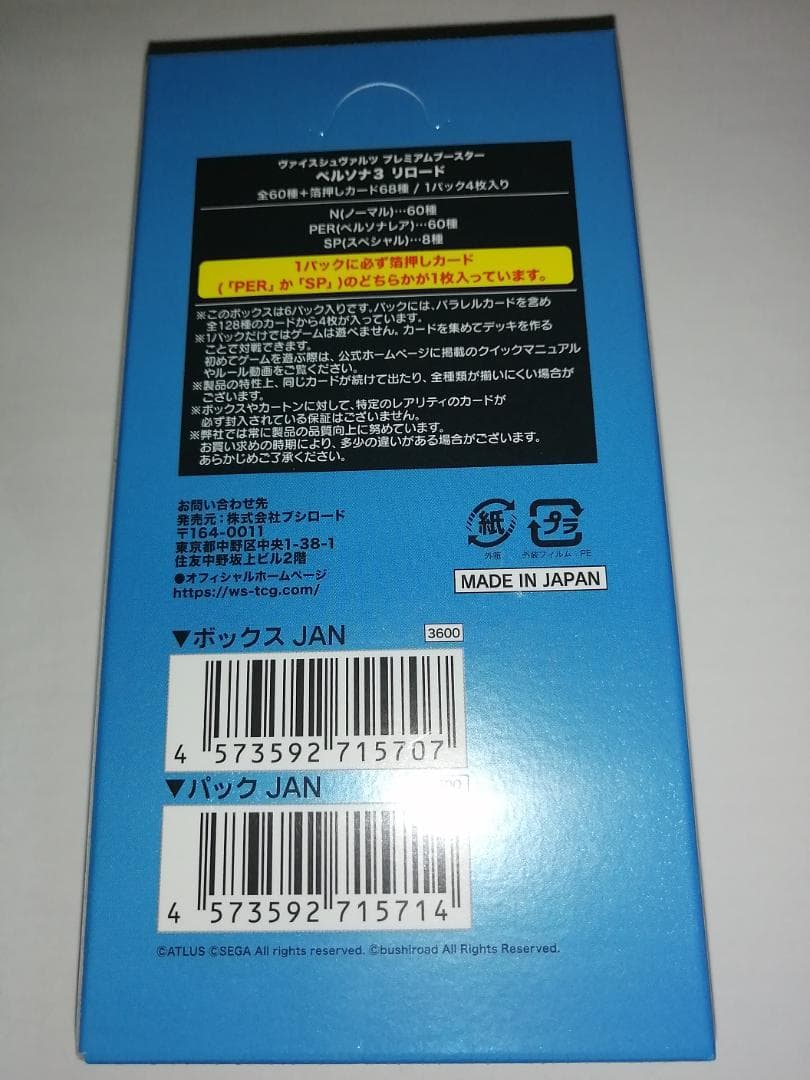 ヴァイスシュヴァルツ プレミアムブースター
ペルソナ3 リロード
全60種+箔押しカード68種 / 1パック4枚入り
N(ノーマル)…60種
PER(ペルソナレア)…60種
SP(スペシャル)…8種
1パックに必ず箔押しカード
(「PER」か「SP」)のどちらかが1枚入っています。
※このボックスは6パック入りです。パックには、パラレルカードを含め
全128種のカードから4枚が入っています。
※1パックだけではゲームは遊べません。カードを集めてデッキを作る
ことで対戦できます。
初めてゲームを遊ぶ際は、公式ホームページに掲載のクイックマニュアル
やルール動画をご覧ください。
※製品の特性上、同じカードが続けて出たり、全種類が揃いにくい場合が
ございます。
※ボックスやカートンに対して、特定のレアリティのカードが
必ず封入されている保証はございません。
※弊社では常に製品の品質向上に努めています。
お買い求めの時期により、多少の違いがある場合がございます。
あらかじめご了承ください。
お問い合わせ先
発売元:株式会社ブシロード
〒164-0011
東京都中野区中央1-38-1
住友中野坂上ビル2階
●オフィシャルホームページ
https://ws-tcg.com/
紙
外箱
プラ
外装フィルム:PE
MADE IN JAPAN
▼ボックス JAN
3600
4 573592 715707
▼パック JAN
4 573592 715714
©ATLUS ©SEGA All rights reserved. ©bushiroad All Rights Reserved.